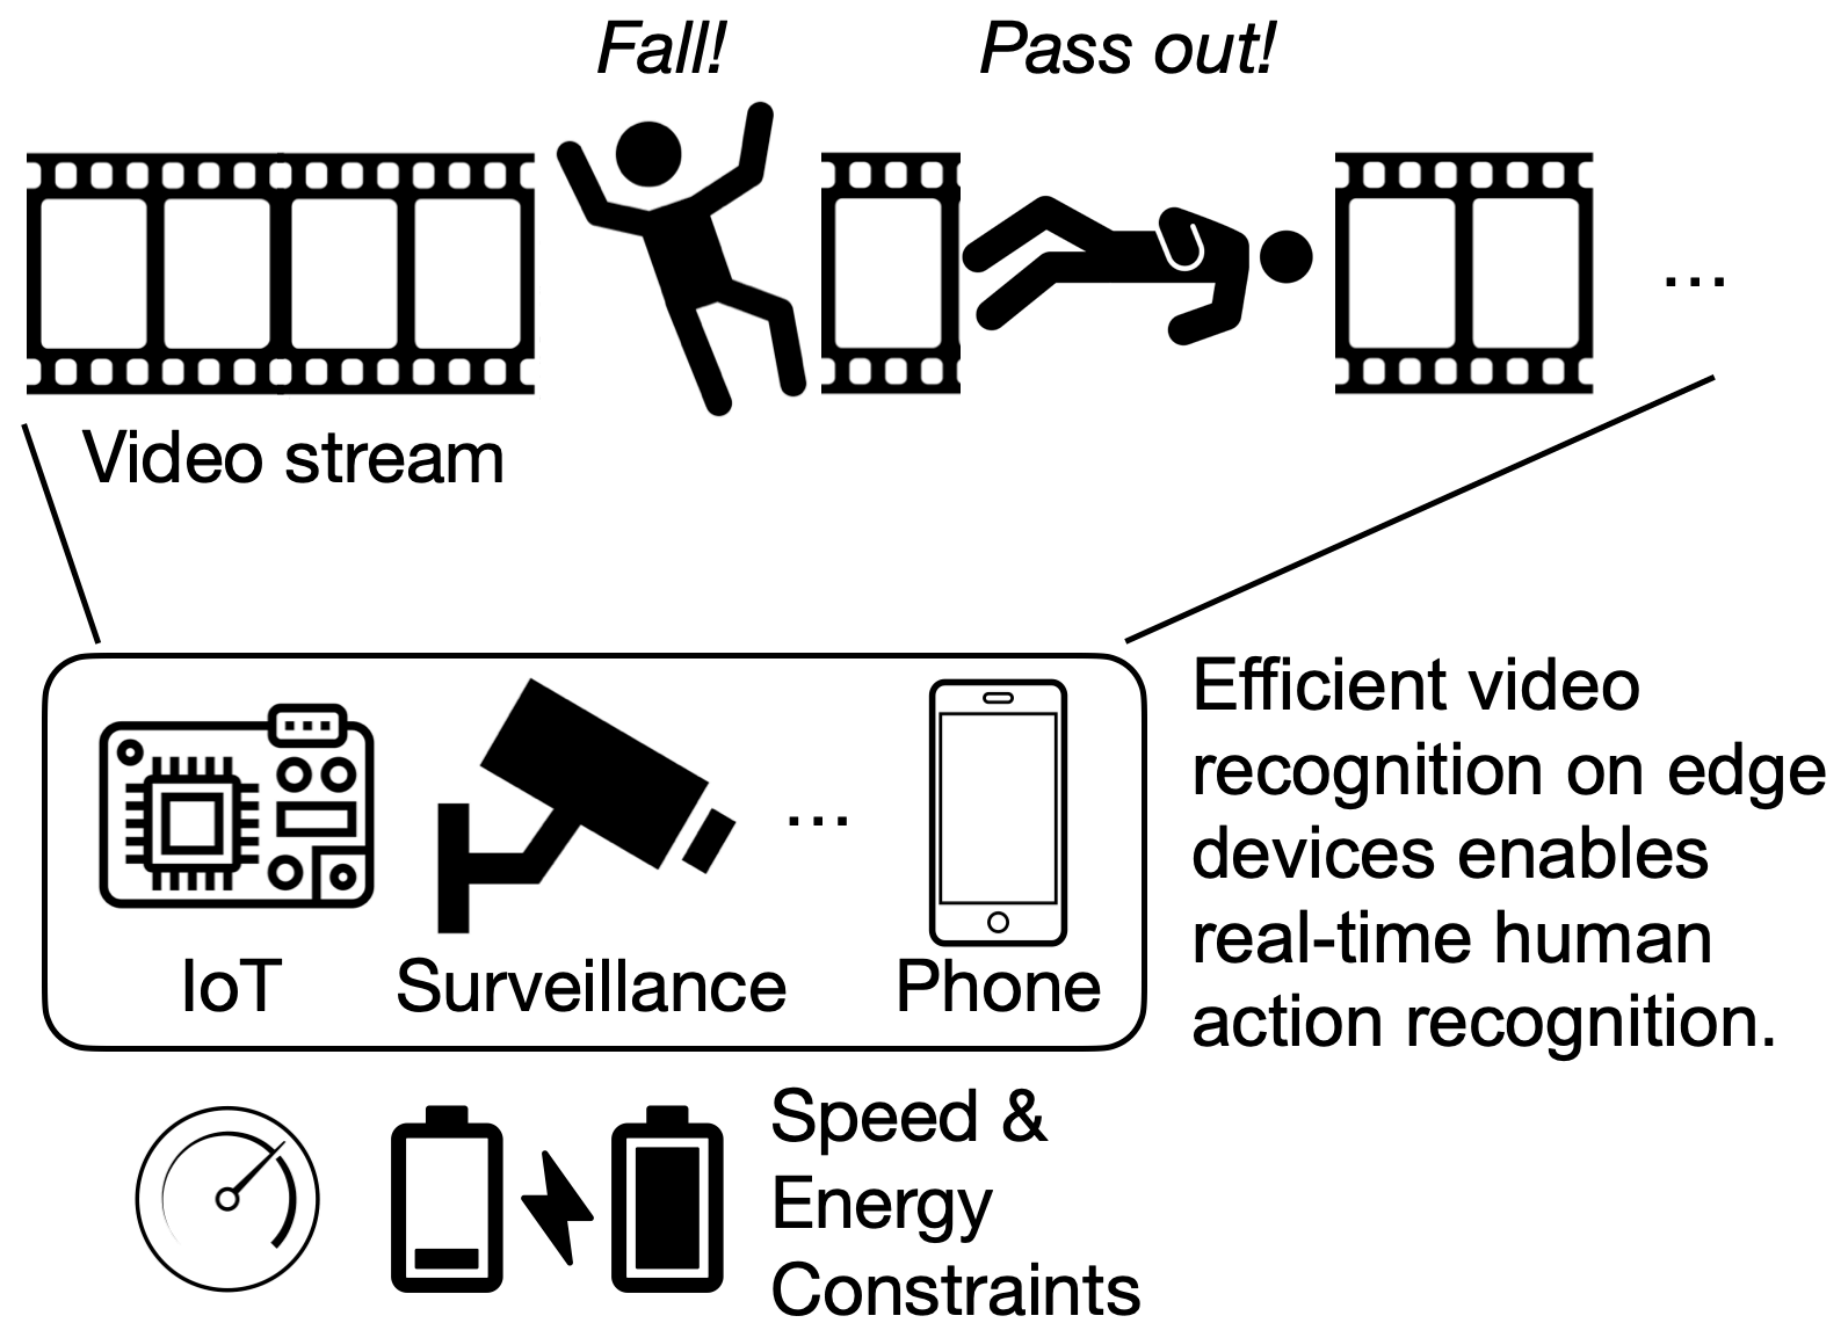 Fall!
Pass out!
...
Video stream
...
IoT
Surveillance
Phone
Efficient video
recognition on edge
devices enables
real-time human
action recognition.
Speed &
Energy
Constraints